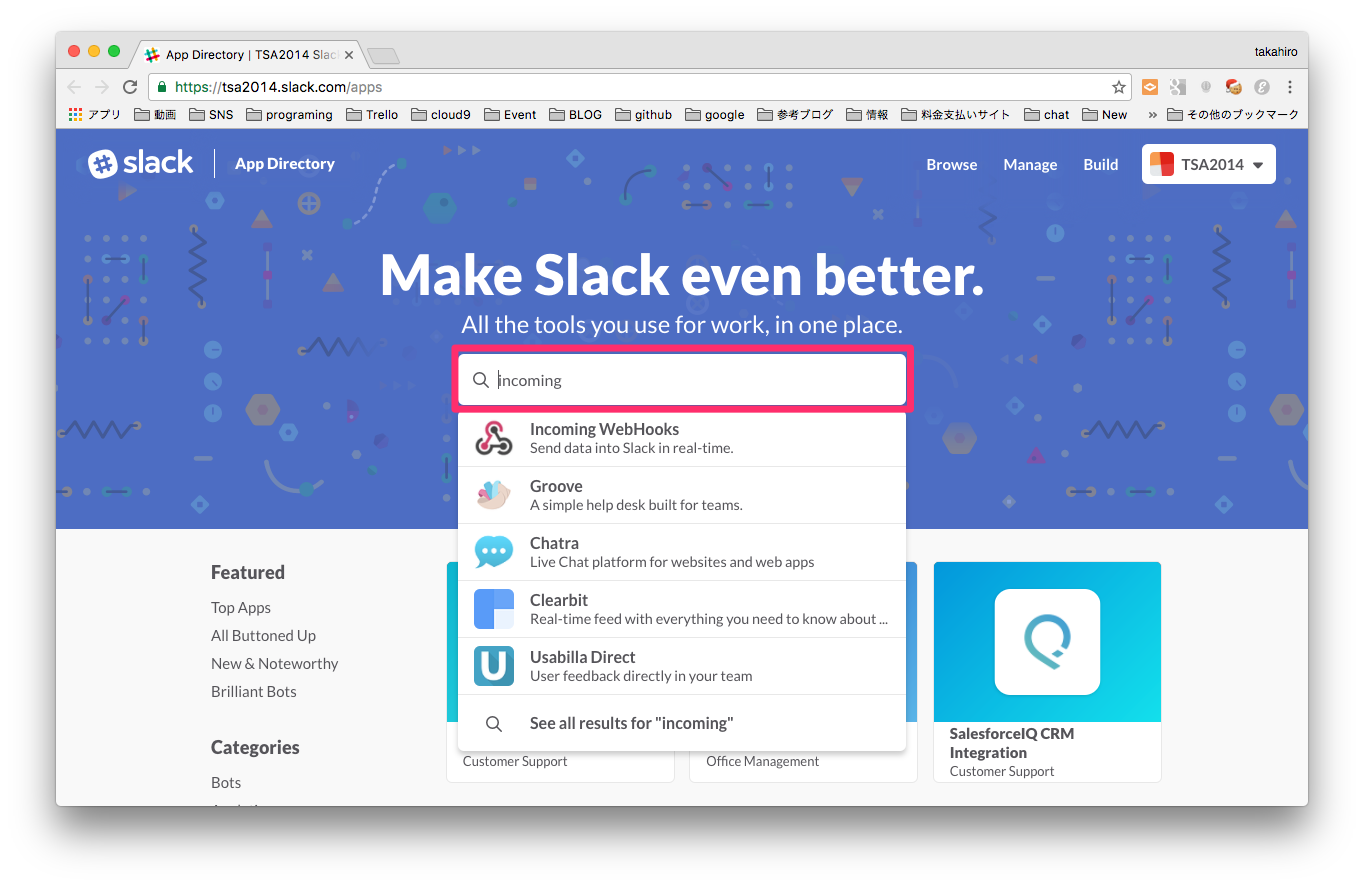 App Directory | TSA2014 Slac
takahiro
https://tsa2014.slack.com/apps
アプリ 動画 SNS programing Trello cloud9 Event BLOG github google 参考ブログ 情報 料金支払いサイト chat New » その他のブックマーク
slack App Directory Browse Manage Build TSA2014
Make Slack even better.
All the tools you use for work, in one place.
incoming
Incoming WebHooks
Send data into Slack in real-time.
Groove
A simple help desk built for teams.
Chatra
Live Chat platform for websites and web apps
Clearbit
Real-time feed with everything you need to know about ...
Usabilla Direct
User feedback directly in your team
See all results for "incoming"
Featured
Top Apps
All Buttoned Up
New & Noteworthy
Brilliant Bots
Categories
Bots
Customer Support
Office Management
SalesforceIQ CRM
Integration
Customer Support